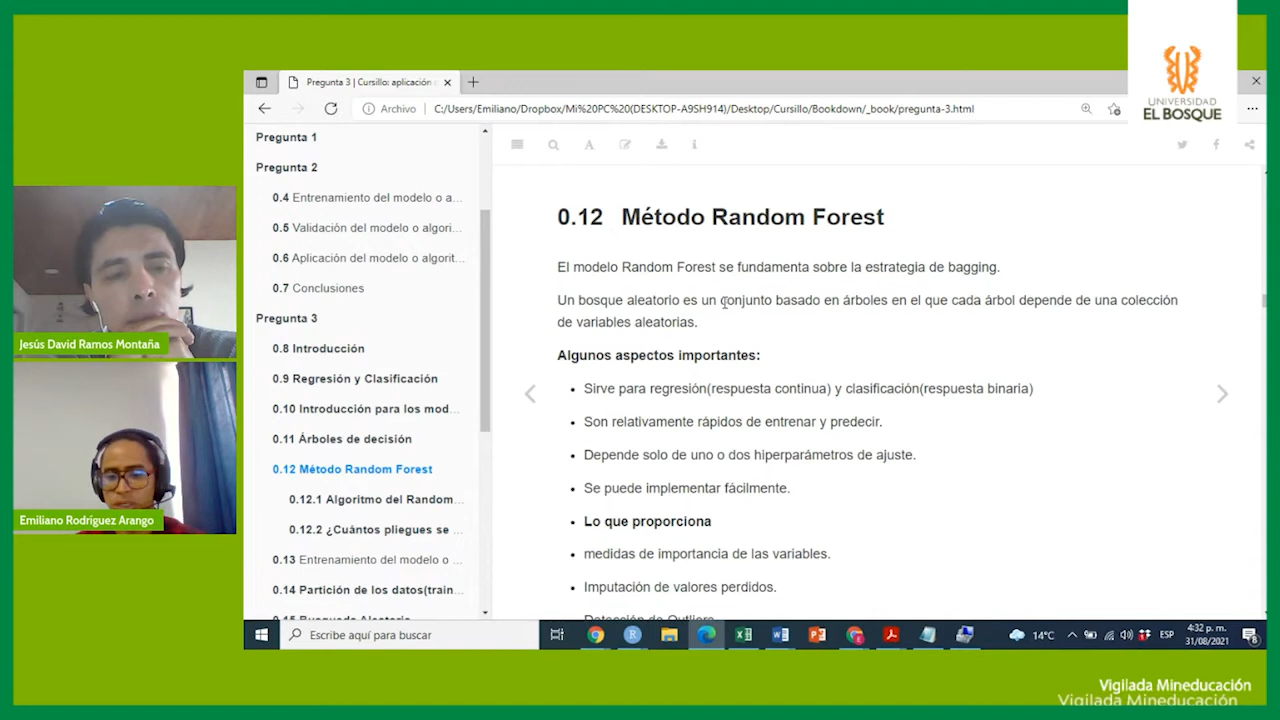 UNIVERSIDAD
EL BOSQUE
Pregunta 3 | Cursillo: aplicación
Archivo
C:/Users/Emiliano/Dropbox/Mi%20PC%20(DESKTOP-A9SH914)/Desktop/Cursillo/Bookdown/_book/pregunta-3.html
Pregunta 1
Pregunta 2
0.4 Entrenamiento del modelo o a...
0.5 Validación del modelo o algori...
0.6 Aplicación del modelo o algorit...
0.7 Conclusiones
Pregunta 3
0.8 Introducción
0.9 Regresión y Clasificación
0.10 Introducción para los mod...
0.11 Árboles de decisión
0.12 Método Random Forest
0.12.1 Algoritmo del Random...
0.12.2 ¿Cuántos pliegues se ...
0.13 Entrenamiento del modelo o ...
0.14 Partición de los datos(train...
0.15 Busqueda Aleatoria
0.12 Método Random Forest
El modelo Random Forest se fundamenta sobre la estrategia de bagging.
Un bosque aleatorio es un conjunto basado en árboles en el que cada árbol depende de una colección
de variables aleatorias.
Algunos aspectos importantes:
• Sirve para regresión(respuesta continua) y clasificación(respuesta binaria)
• Son relativamente rápidos de entrenar y predecir.
• Depende solo de uno o dos hiperparámetros de ajuste.
• Se puede implementar fácilmente.
• Lo que proporciona
• medidas de importancia de las variables.
• Imputación de valores perdidos.
Detección de Outliers
Jesús David Ramos Montaña
Emiliano Rodríguez Arango
Escribe aquí para buscar
14°C
ESP
4:32 p. m.
31/08/2021
8
Vigilada Mineducación
Vigilada Mineducación